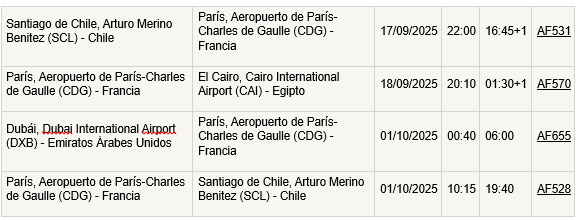 Santiago de Chile, Arturo Merino
Benitez (SCL) - Chile
París, Aeropuerto de París-
Charles de Gaulle (CDG) -
Francia
17/09/2025
22:00
16:45+1
AF531
París, Aeropuerto de París-Charles
de Gaulle (CDG) - Francia
El Cairo, Cairo International
Airport (CAI) - Egipto
18/09/2025
20:10
01:30+1
AF570
Dubái, Dubai International Airport
(DXB) - Emiratos Árabes Unidos
París, Aeropuerto de París-
Charles de Gaulle (CDG) -
Francia
01/10/2025
00:40
06:00
AF655
París, Aeropuerto de París-Charles
de Gaulle (CDG) - Francia
Santiago de Chile, Arturo Merino
Benitez (SCL) - Chile
01/10/2025
10:15
19:40
AF528